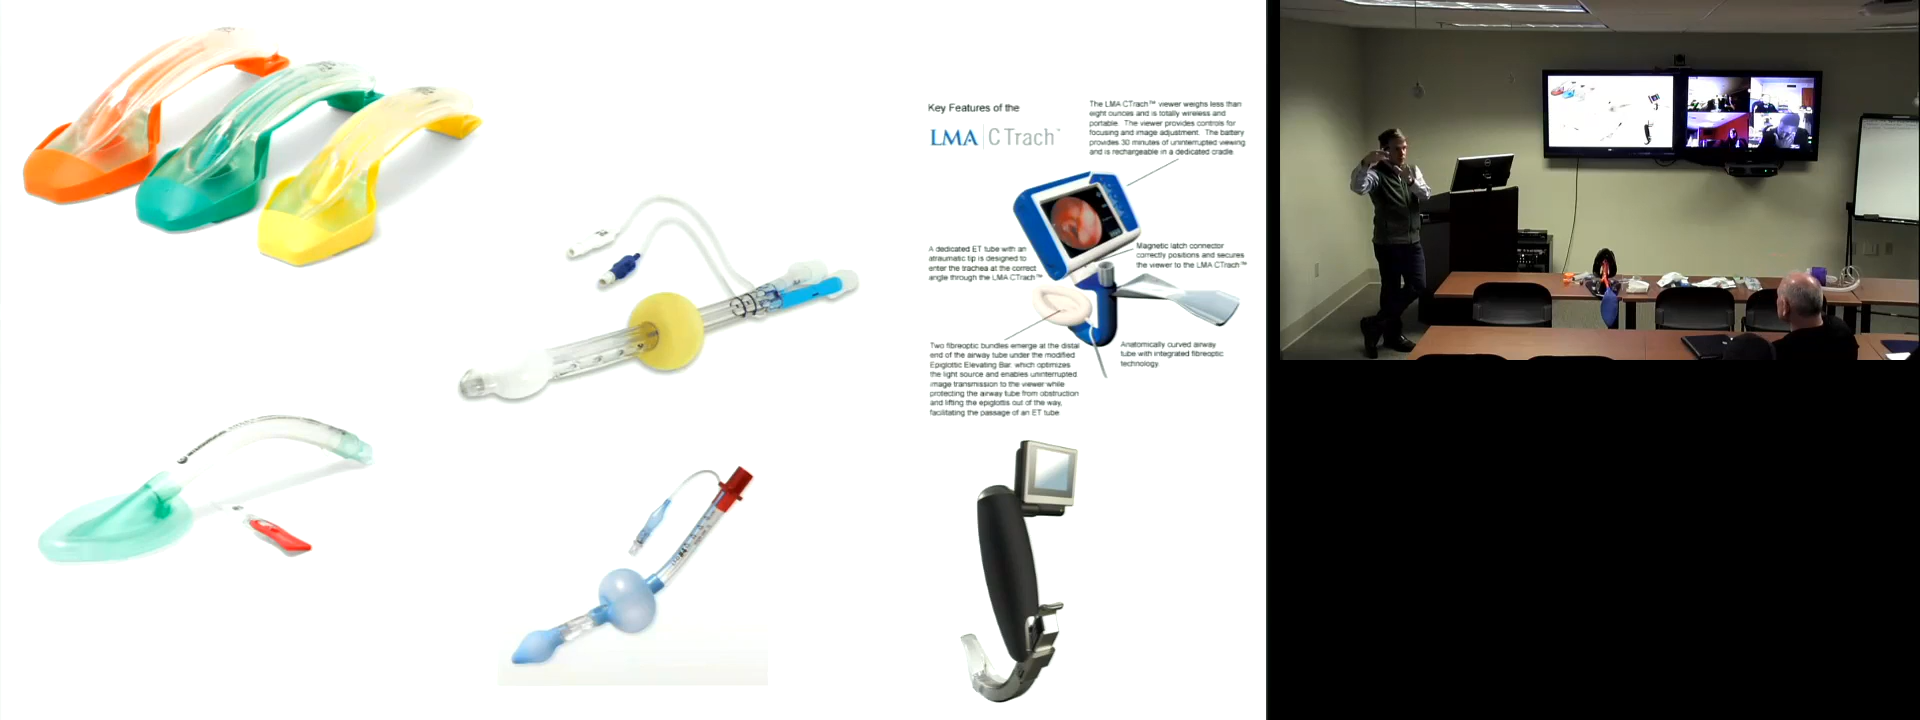 Key Features of the
LMA CTrach™
The LMA CTrach™ viewer weighs less than
eight ounces and is totally wireless and
portable. The viewer provides controls for
focusing and image adjustment. The battery
provides 30 minutes of uninterrupted viewing
and is rechargeable in a dedicated cradle.
A dedicated ET tube with an
atraumatic tip is designed to
enter the trachea at the correct
angle through the LMA CTrach™
Magnetic latch connector
correctly positions and secures
the viewer to the LMA CTrach™
Two fibreoptic bundles emerge at the distal
end of the airway tube under the modified
Epiglottic Elevating Bar, which optimizes
the light source and enables uninterrupted
image transmission to the viewer while
protecting the airway tube from obstruction
and lifting the epiglottis out of the way,
facilitating the passage of an ET tube
Anatomically curved airway
tube with integrated fibreoptic
technology.